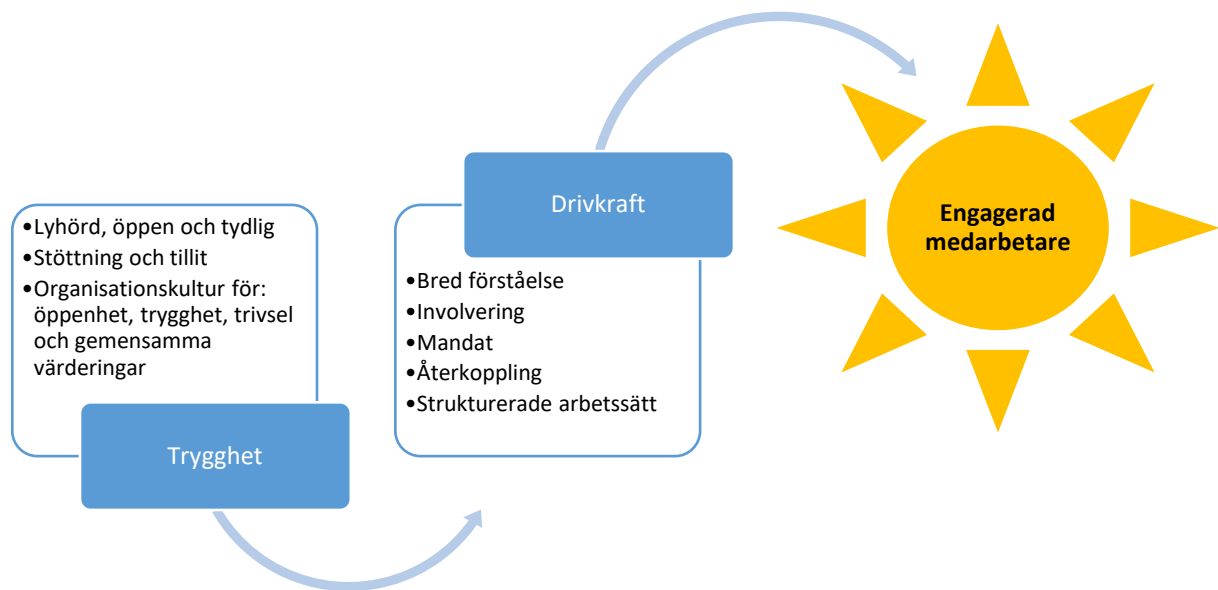 •Lyhörd, öppen och tydlig
•Stöttning och tillit
•Organisationskultur för:
öppenhet, trygghet, trivsel
och gemensamma
värderingar
Trygghet
Drivkraft
•Bred förståelse
•Involvering
•Mandat
•Återkoppling
•Strukturerade arbetssätt
Engagerad
medarbetare